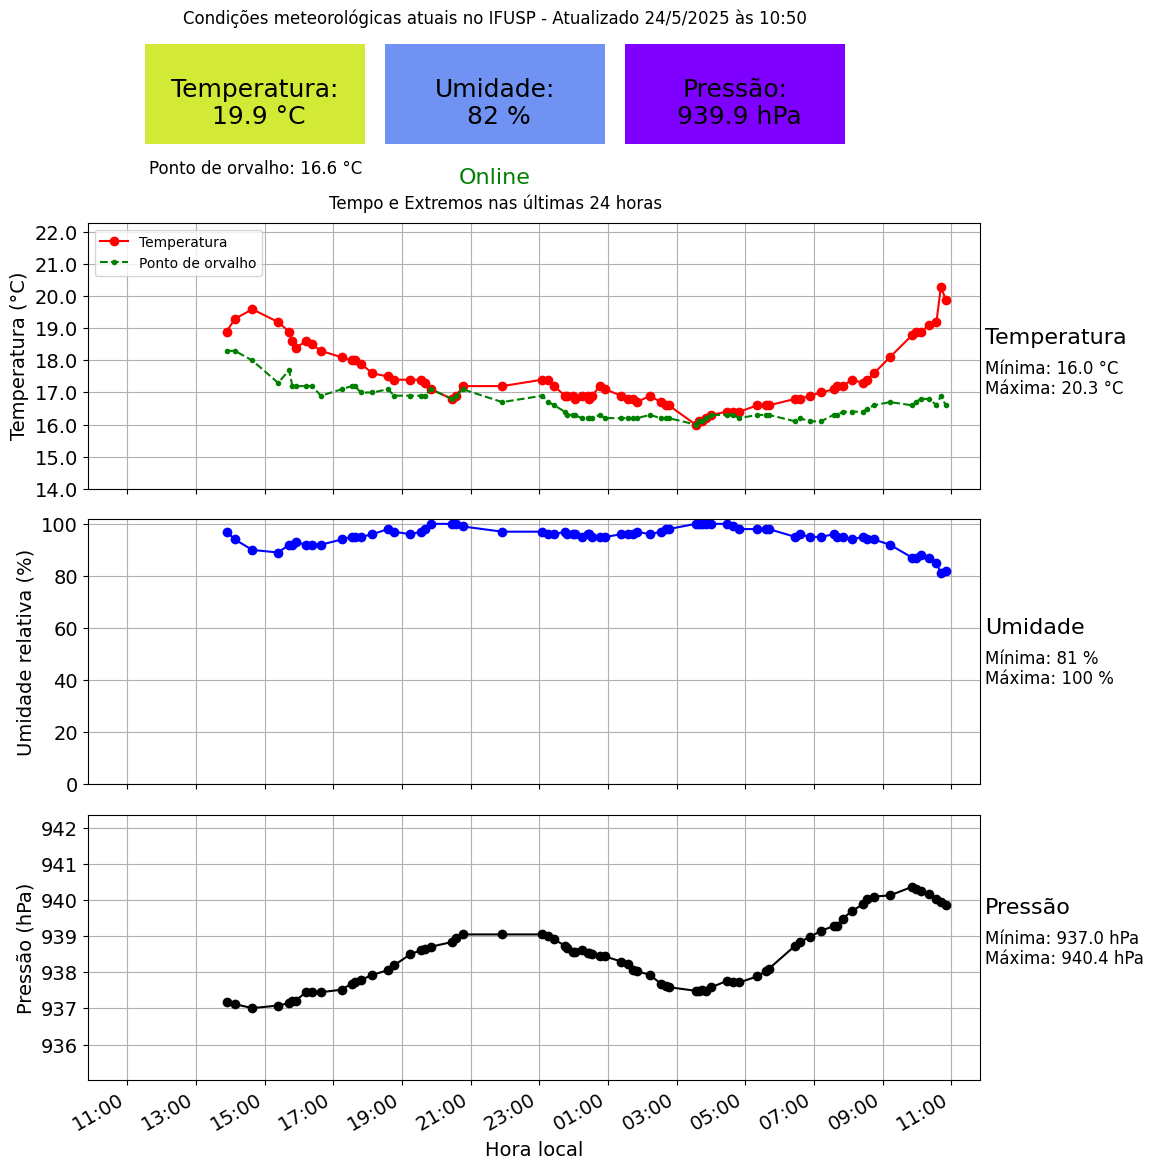 Condições meteorológicas atuais no IFUSP - Atualizado 24/5/2025 às 10:50
Temperatura:
19.9 °C
Umidade:
82 %
Pressão:
939.9 hPa
Ponto de orvalho: 16.6 °C
Online
Tempo e Extremos nas últimas 24 horas
Temperatura (°C)
22.0
21.0
20.0
19.0
18.0
17.0
16.0
15.0
14.0
Temperatura
Ponto de orvalho
Temperatura
Mínima: 16.0 °C
Máxima: 20.3 °C
Umidade relativa (%)
100
80
60
40
20
0
Umidade
Mínima: 81 %
Máxima: 100 %
Pressão (hPa)
942
941
940
939
938
937
936
Pressão
Mínima: 937.0 hPa
Máxima: 940.4 hPa
11:00
13:00
15:00
17:00
19:00
21:00
23:00
01:00
03:00
05:00
07:00
09:00
11:00
Hora local